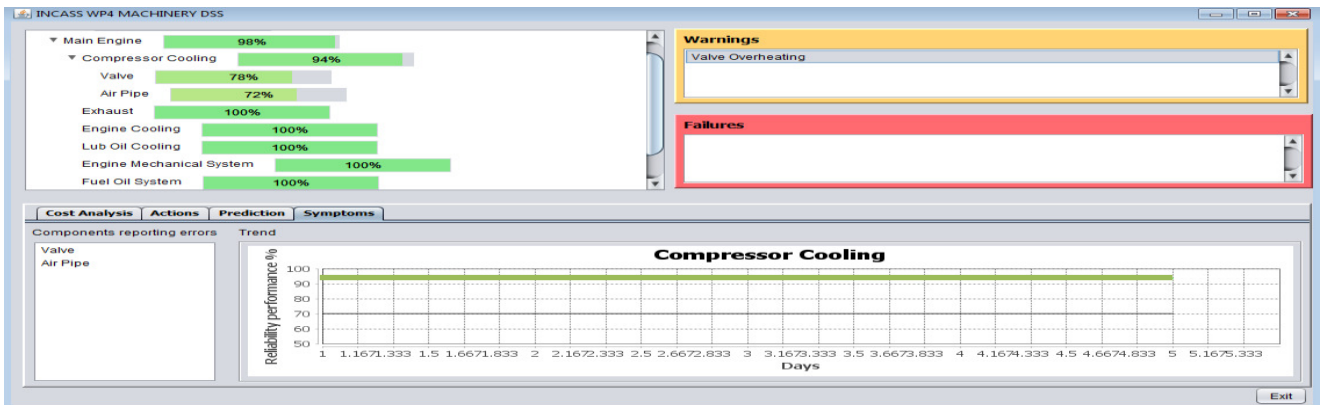 INCASS WP4 MACHINERY DSS
Main Engine 98%
Compressor Cooling 94%
Valve 78%
Air Pipe 72%
Exhaust 100%
Engine Cooling 100%
Lub Oil Cooling 100%
Engine Mechanical System 100%
Fuel Oil System 100%
Warnings
Valve Overheating
Failures
Cost Analysis Actions Prediction Symptoms
Components reporting errors Trend
Valve
Air Pipe
Compressor Cooling
Reliability performance %
100
90
80
70
60
50
1 1.1671.333 1.5 1.6671.833 2 2.1672.333 2.5 2.6672.833 3 3.1673.333 3.5 3.6673.833 4 4.1674.333 4.5 4.6674.833 5 5.1675.333
Days
Exit